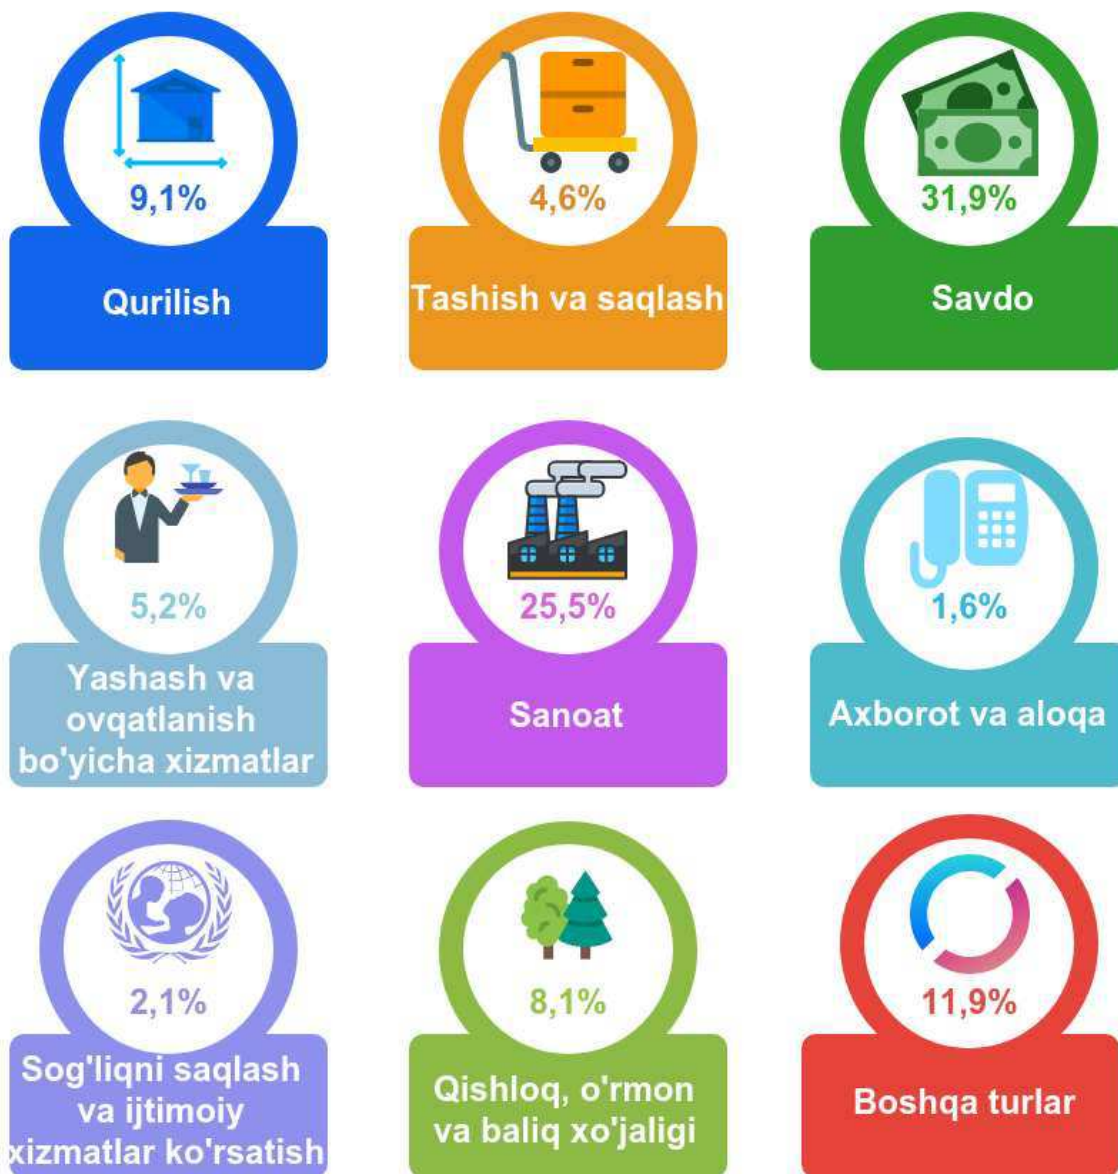 9,1%
Qurilish
4,6%
Tashish va saqlash
31,9%
Savdo
5,2%
Yashash va
ovqatlanish
bo'yicha xizmatlar
25,5%
Sanoat
1,6%
Axborot va aloqa
2,1%
Sog'liqni saqlash
va ijtimoiy
xizmatlar ko'rsatish
8,1%
Qishloq, o'rmon
va baliq xo'jaligi
11,9%
Boshqa turlar